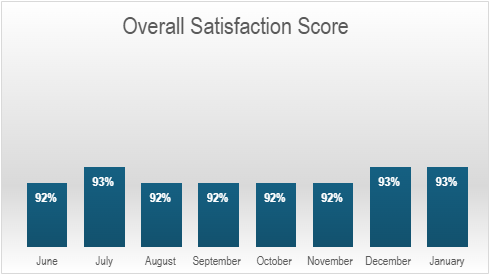 Overall Satisfaction Score
92% 93% 92% 92% 92% 92% 93% 93%
June July August September October November December January